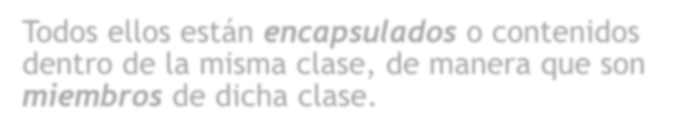 Todos ellos están encapsulados o contenidos
dentro de la misma clase, de manera que son
miembros de dicha clase.